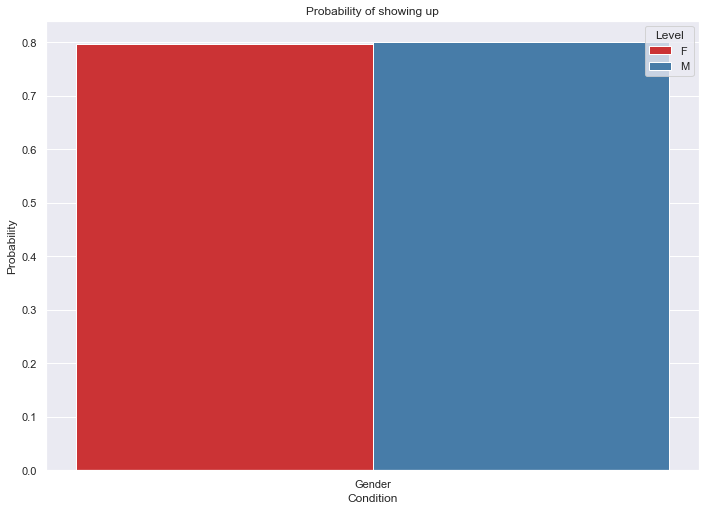 Probability of showing up
Level
F
M
0.8
0.7
0.6
0.5
0.4
0.3
0.2
0.1
0.0
Probability
Gender
Condition